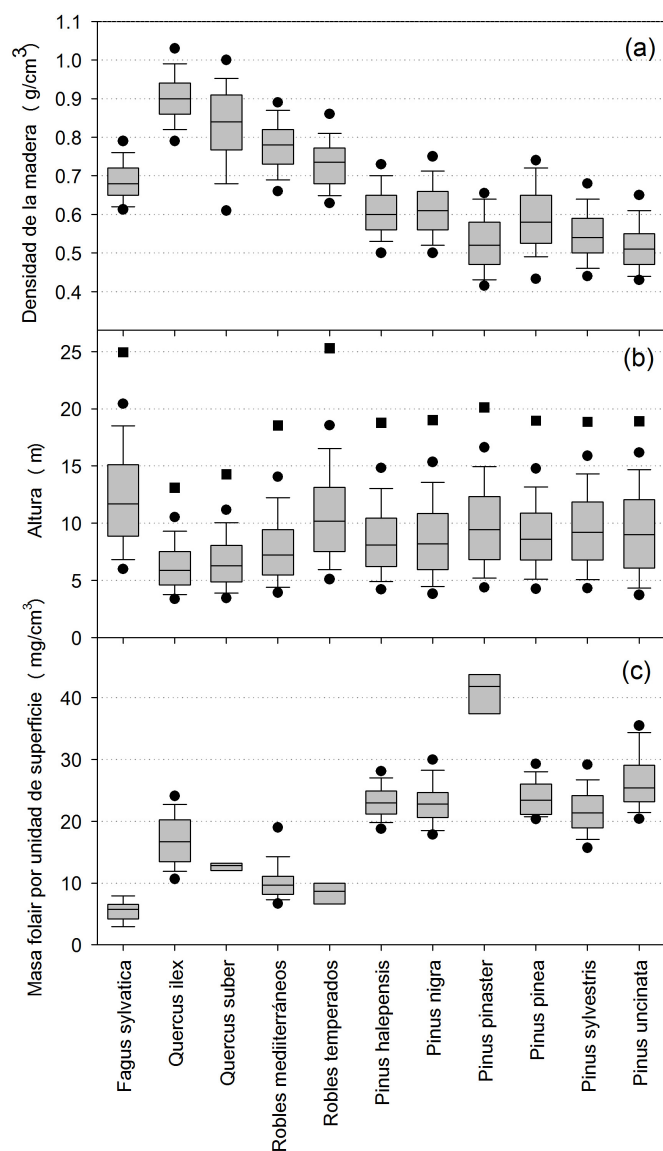 (a)
Densidad de la madera ( g/cm³)
1.1
1.0
0.9
0.8
0.7
0.6
0.5
0.4
(b)
Altura ( m)
25
20
15
10
5
0
(c)
Masa folair por unidad de superficie ( mg/cm³)
40
30
20
10
0
Fagus sylvatica
Quercus ilex
Quercus suber
Robles mediiterráneos
Robles temperados
Pinus halepensis
Pinus nigra
Pinus pinaster
Pinus pinea
Pinus sylvestris
Pinus uncinata